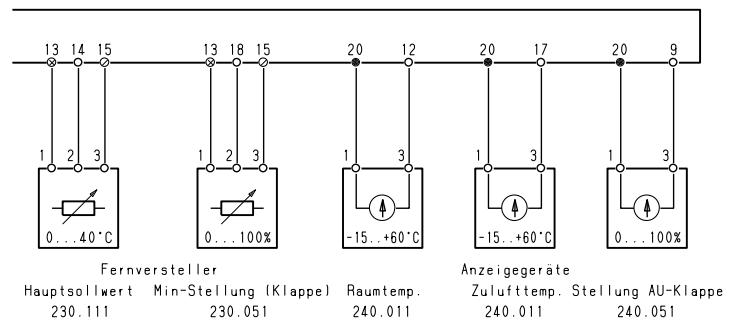 13 14 15 13 18 15 20 12 20 17 20 9
1 2 3 1 2 3 1 3 1 3 1 3
0...40°C 0...100% -15..+60°C -15..+60°C 0...100%
Fernversteller Anzeigegeräte
Hauptsollwert Min-Stellung (Klappe) Raumtemp. Zulufttemp. Stellung AU-Klappe
230.111 230.051 240.011 240.011 240.051